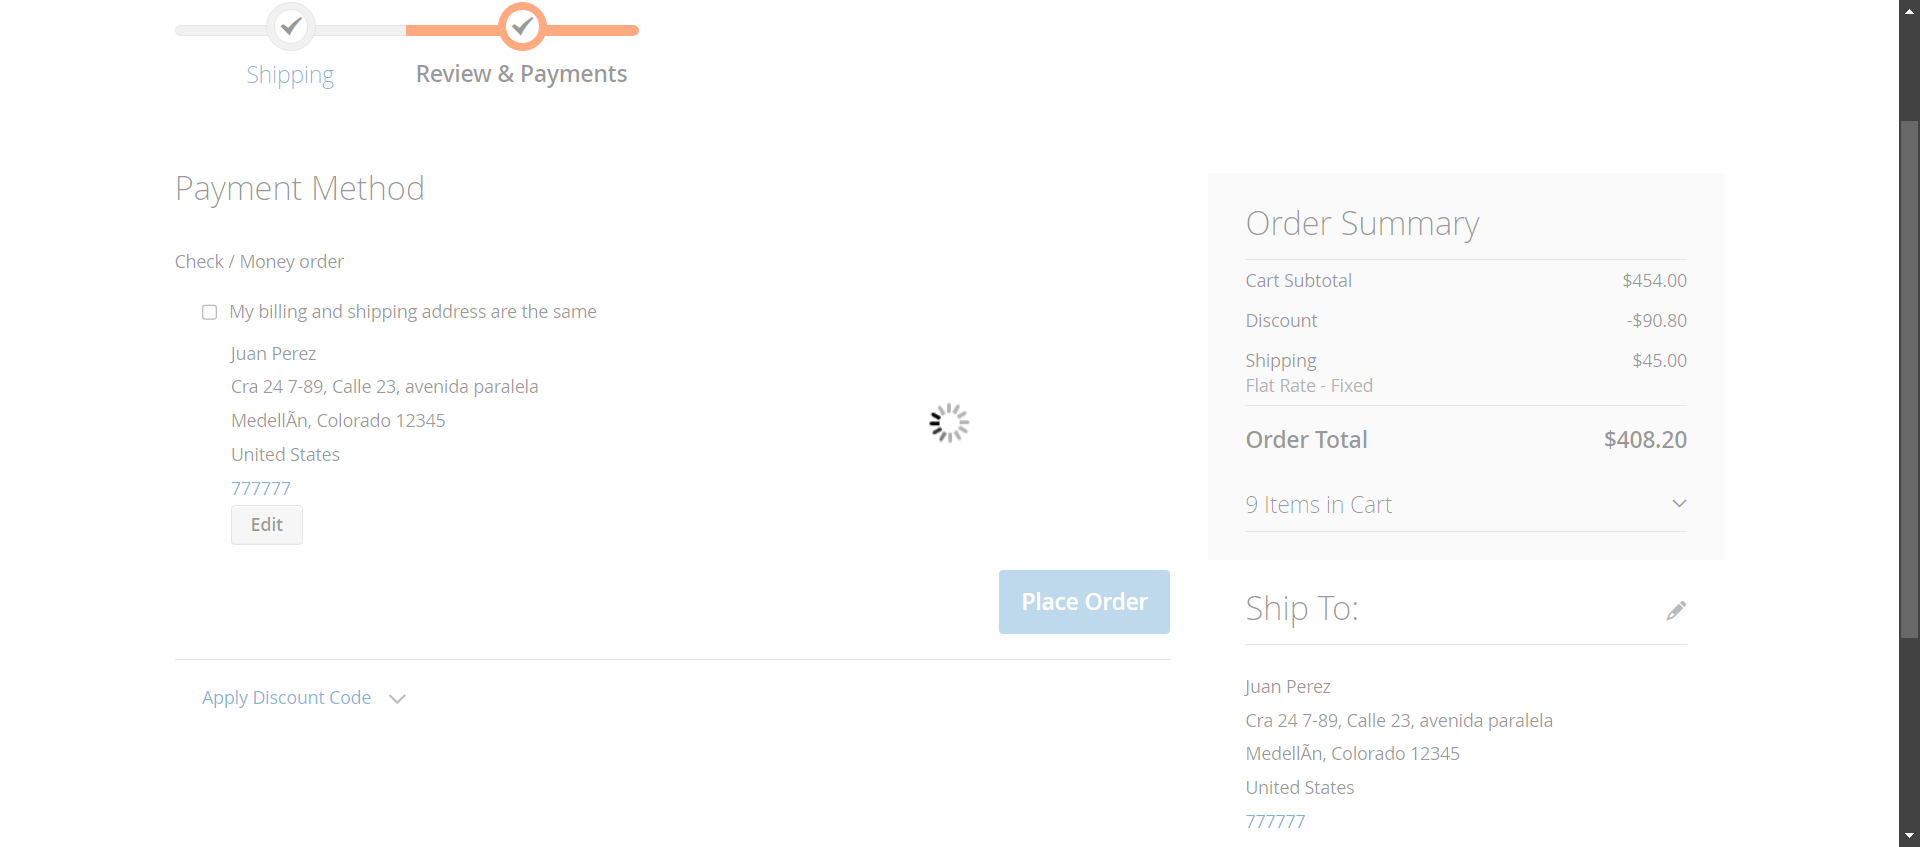 Shipping
Review & Payments
Payment Method
Check / Money order
My billing and shipping address are the same
Juan Perez
Cra 24 7-89, Calle 23, avenida paralela
MedellÃn, Colorado 12345
United States
777777
Edit
Place Order
Apply Discount Code
Order Summary
Cart Subtotal $454.00
Discount -$90.80
Shipping $45.00
Flat Rate - Fixed
Order Total $408.20
9 Items in Cart
Ship To:
Juan Perez
Cra 24 7-89, Calle 23, avenida paralela
MedellÃn, Colorado 12345
United States
777777